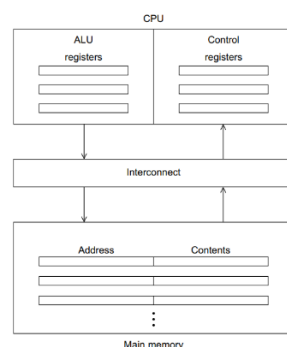 CPU
ALU Control
registers registers
Interconnect
Address Contents
Main memory